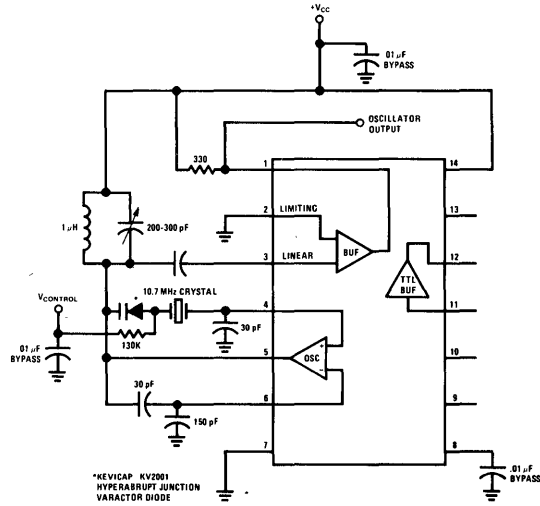 +VCC
.01 µF
BYPASS
OSCILLATOR
OUTPUT
330
1
14
2
LIMITING
13
1 µH
200-300 pF
BUF
3
LINEAR
12
TTL
BUF
10.7 MHz CRYSTAL
VCONTROL
*
4
11
130K
30 pF
+
OSC
−
.01 µF
BYPASS
5
10
30 pF
6
9
150 pF
7
8
.01 µF
BYPASS
*KEVICAP KV2001
HYPERABRUPT JUNCTION
VARACTOR DIODE